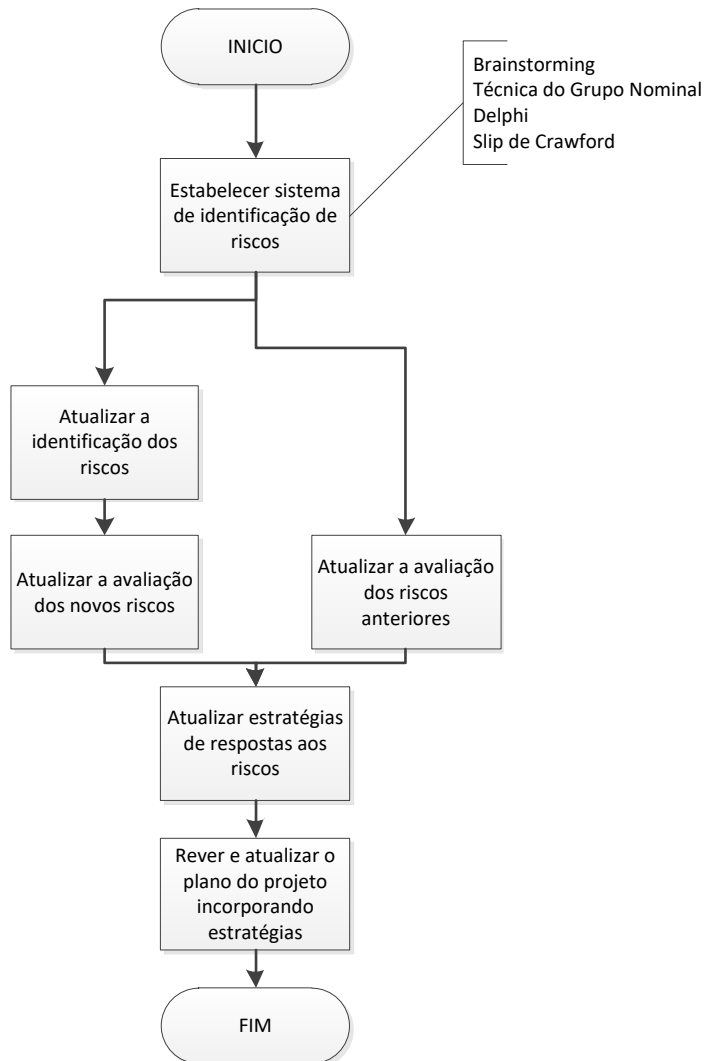 INICIO
Brainstorming
Técnica do Grupo Nominal
Delphi
Slip de Crawford
Estabelecer sistema
de identificação de
riscos
Atualizar a
identificação dos
riscos
Atualizar a avaliação
dos novos riscos
Atualizar a avaliação
dos riscos
anteriores
Atualizar estratégias
de respostas aos
riscos
Rever e atualizar o
plano do projeto
incorporando
estratégias
FIM